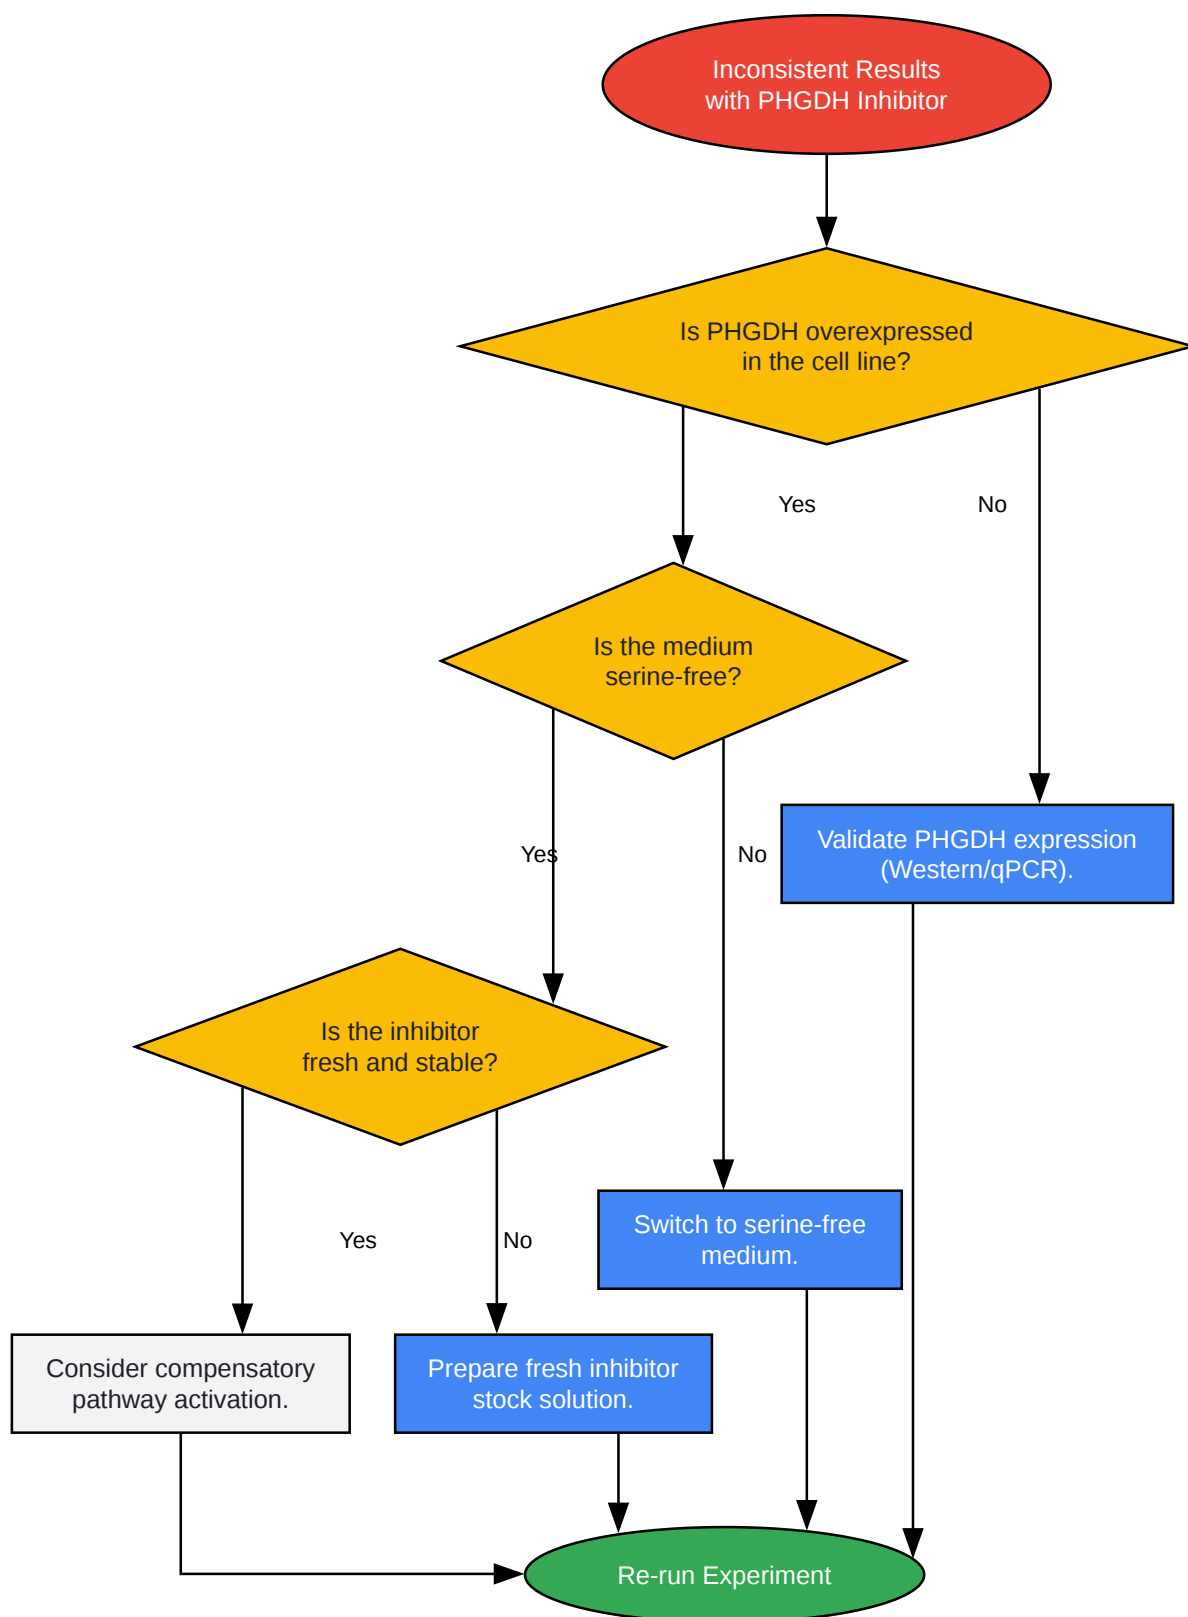 Inconsistent Results
with PHGDH Inhibitor
Is PHGDH overexpressed
in the cell line?
Yes
No
Is the medium
serine-free?
Yes
No
Validate PHGDH expression
(Western/qPCR).
Is the inhibitor
fresh and stable?
Yes
No
Switch to serine-free
medium.
Consider compensatory
pathway activation.
Prepare fresh inhibitor
stock solution.
Re-run Experiment